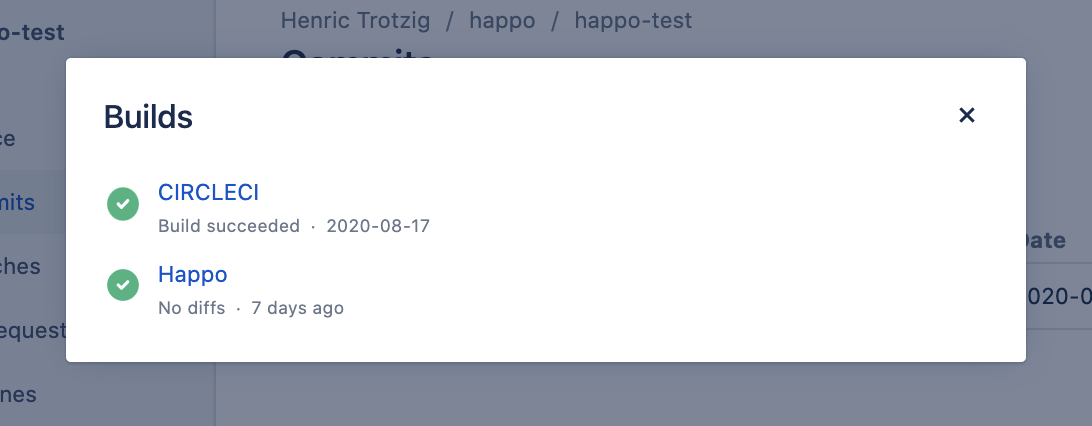 o-test
Henric Trotzig / happo / happo-test
Commits
Builds
ce
CIRCLECI
mits
Build succeeded · 2020-08-17
Date
ches
Happo
020-0
No diffs · 7 days ago
equest
nes